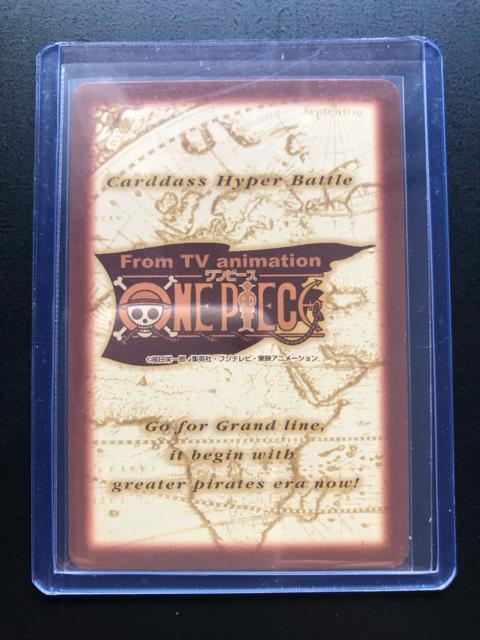 Septentrio
Carddass Hyper Battle
From TV animation
ワンピース
ONE PIECE
©尾田栄一郎／集英社・フジテレビ・東映アニメーション
Go for Grand line,
it begin with
greater pirates era now!